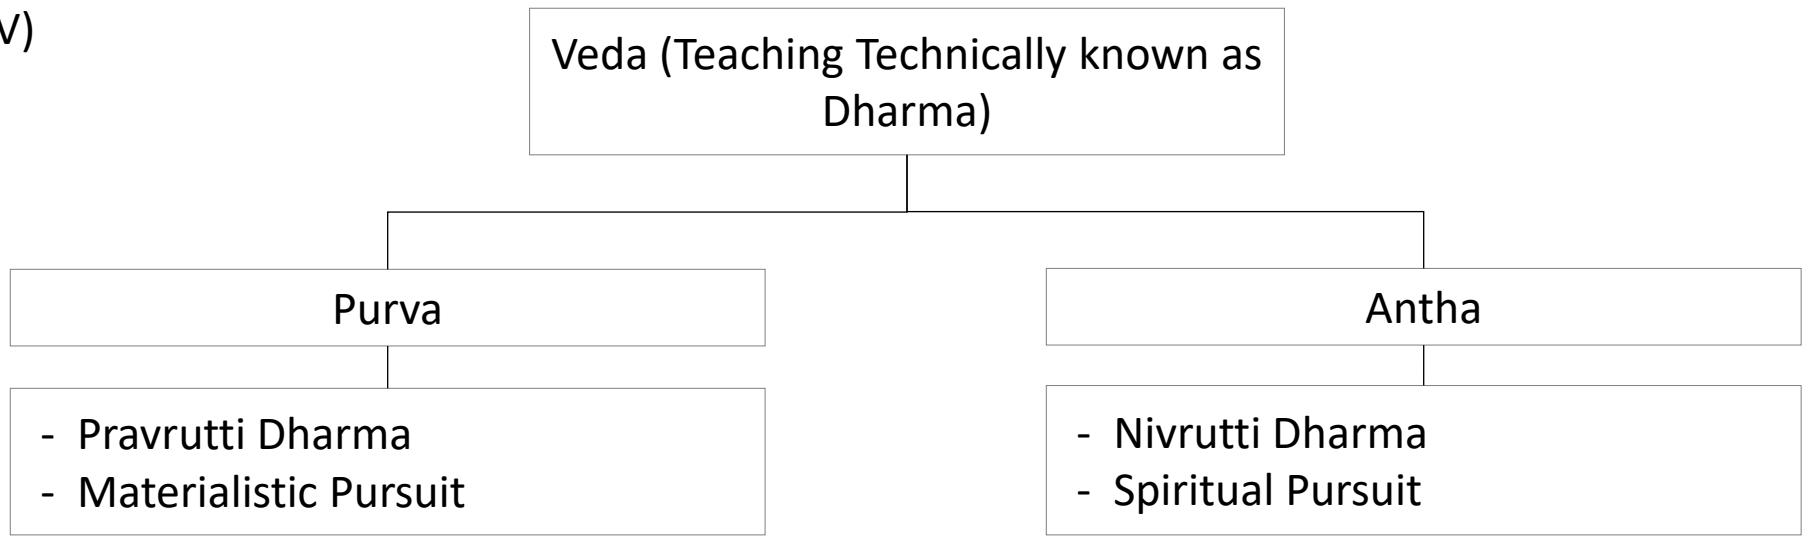 V)
Veda (Teaching Technically known as
Dharma)
Purva
Antha
- Pravrutti Dharma
- Materialistic Pursuit
- Nivrutti Dharma
- Spiritual Pursuit